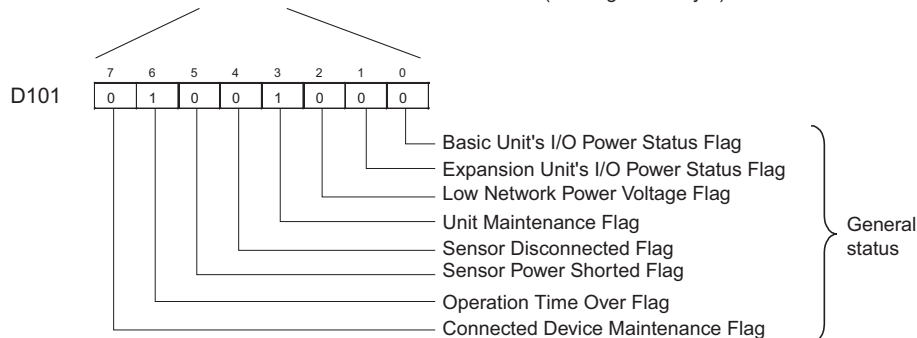 7 6 5 4 3 2 1 0
D101 0 1 0 0 1 0 0 0
Basic Unit's I/O Power Status Flag
Expansion Unit's I/O Power Status Flag
Low Network Power Voltage Flag
Unit Maintenance Flag
General
Sensor Disconnected Flag
status
Sensor Power Shorted Flag
Operation Time Over Flag
Connected Device Maintenance Flag